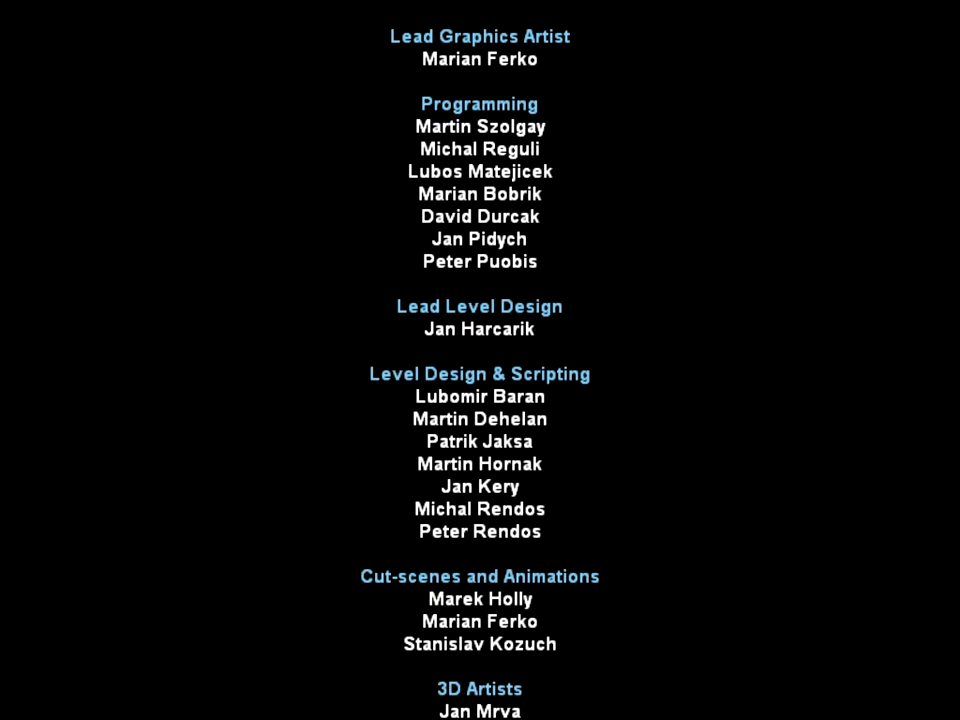 Lead Graphics Artist
Marian Ferko
Programming
Martin Szolgay
Michal Reguli
Lubos Matejicek
Marian Bobrik
David Durcak
Jan Pidych
Peter Puobis
Lead Level Design
Jan Harcarik
Level Design & Scripting
Lubomir Baran
Martin Dehelan
Patrik Jaksa
Martin Hornak
Jan Kery
Michal Rendos
Peter Rendos
Cut-scenes and Animations
Marek Holly
Marian Ferko
Stanislav Kozuch
3D Artists
Jan Mrva